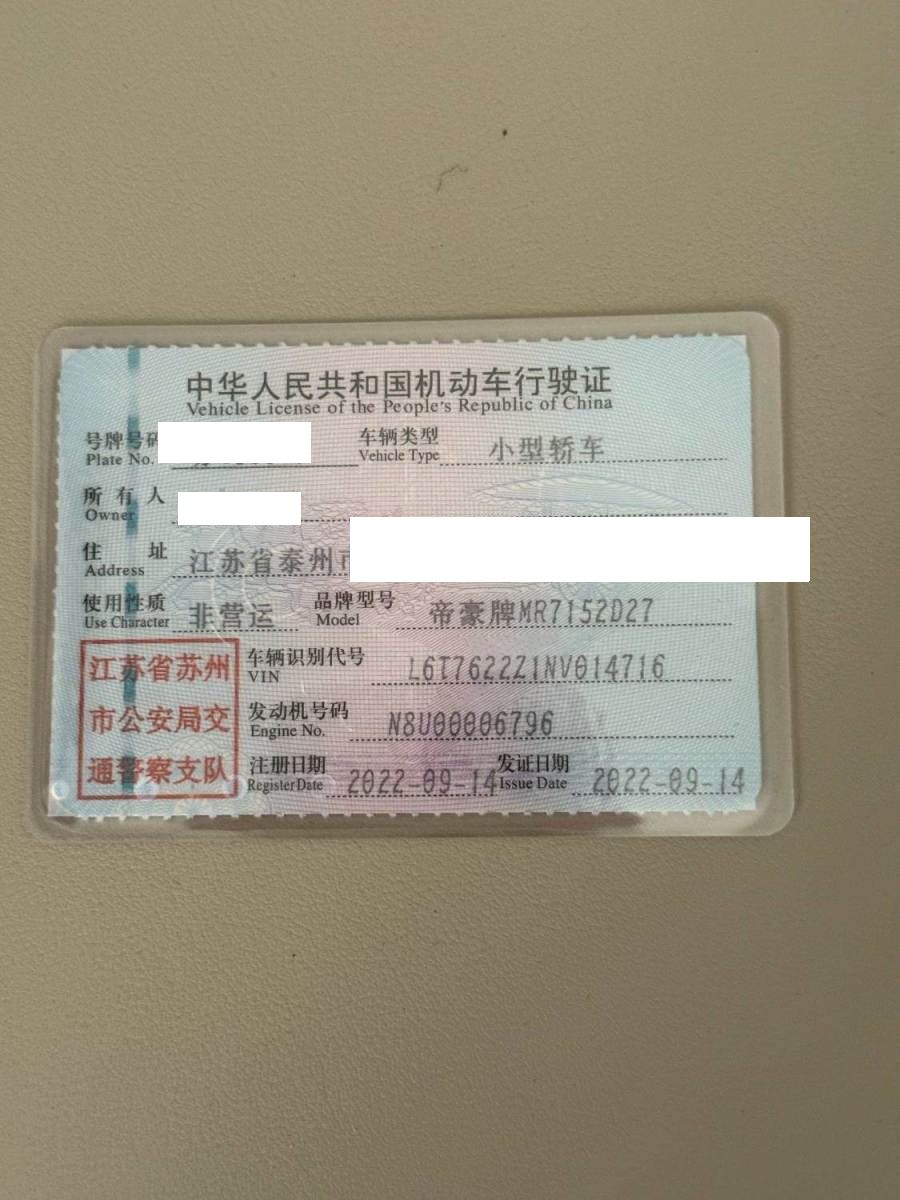 中华人民共和国机动车行驶证
Vehicle License of the People's Republic of China
号牌号码 车辆类型 小型轿车
Plate No. Vehicle Type
所有人
Owner
住址 江苏省泰州市
Address
使用性质 非营运 品牌型号 帝豪牌MR7152D27
Use Character Model
江苏省苏州
市公安局交
通警察支队
车辆识别代号 L6T7622Z1NV014716
VIN
发动机号码 N8U00006796
Engine No.
注册日期 2022-09-14 发证日期 2022-09-14
Register Date Issue Date